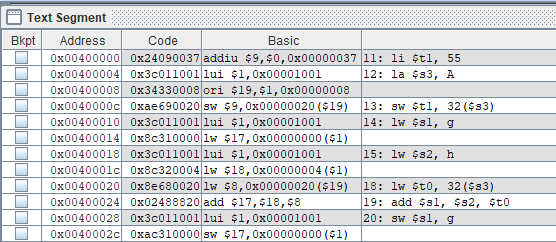 Text Segment
Bkpt Address Code Basic
0x00400000 0x24090037 addiu $9,$0,0x00000037 11: li $t1, 55
0x00400004 0x3c011001 lui $1,0x00001001 12: la $s3, A
0x00400008 0x34330008 ori $19,$1,0x00000008
0x0040000c 0xae690020 sw $9,0x00000020($19) 13: sw $t1, 32($s3)
0x00400010 0x3c011001 lui $1,0x00001001 14: lw $s1, g
0x00400014 0x8c310000 lw $17,0x00000000($1)
0x00400018 0x3c011001 lui $1,0x00001001 15: lw $s2, h
0x0040001c 0x8c320004 lw $18,0x00000004($1)
0x00400020 0x8e680020 lw $8,0x00000020($19) 18: lw $t0, 32($s3)
0x00400024 0x02488820 add $17,$18,$8 19: add $s1, $s2, $t0
0x00400028 0x3c011001 lui $1,0x00001001 20: sw $s1, g
0x0040002c 0xac310000 sw $17,0x00000000($1)